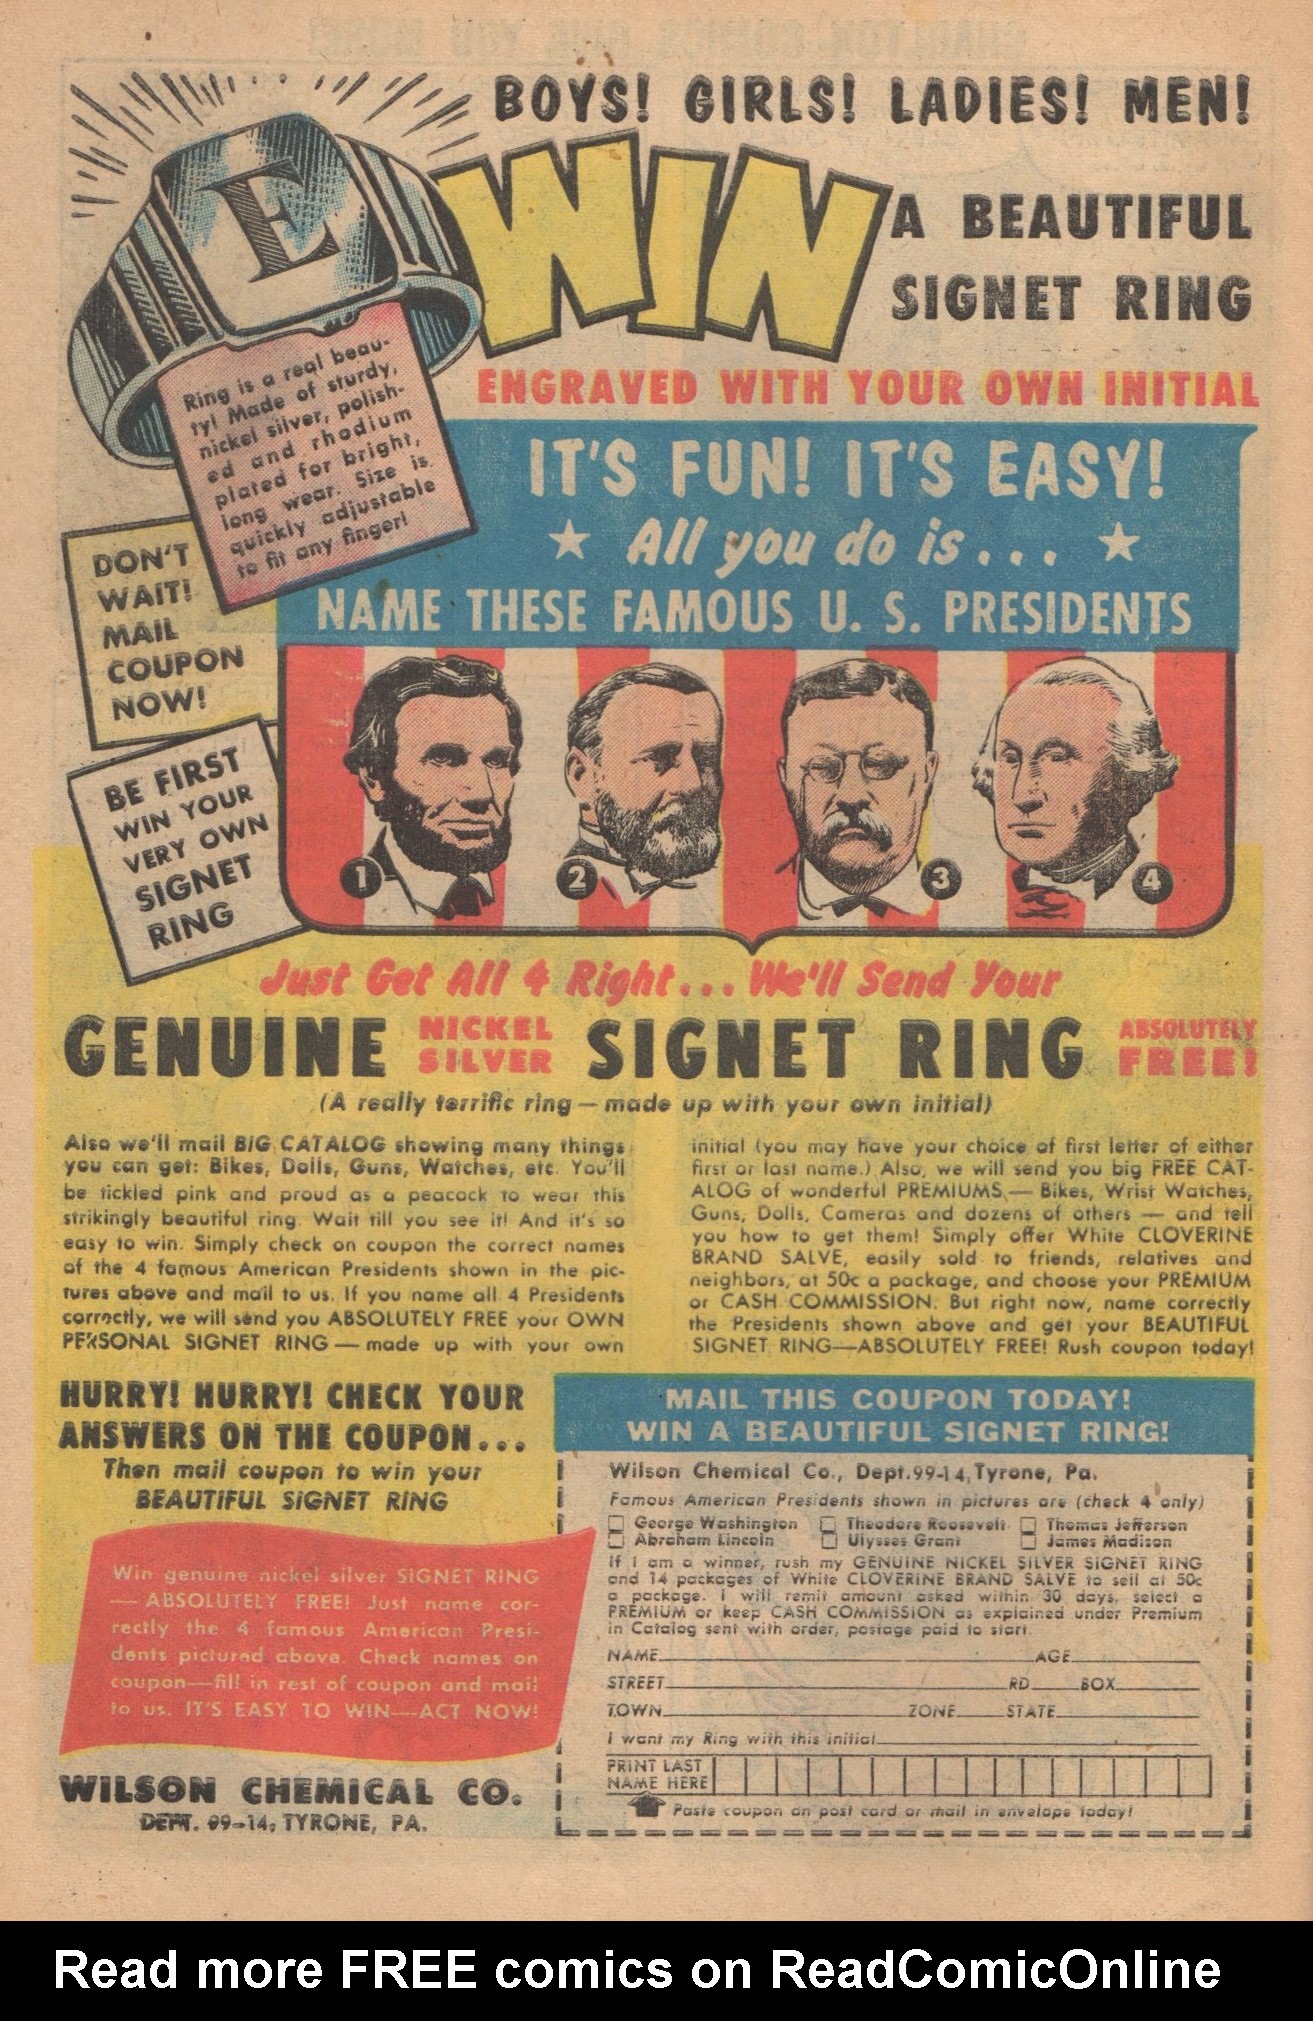 BOYS! GIRLS! LADIES! MEN!
WIN
A BEAUTIFUL
SIGNET RING
ENGRAVED WITH YOUR OWN INITIAL
E
Ring is a real beau-
ty! Made of sturdy,
nickel silver, polish-
ed and rhodium
plated for bright,
long wear. Size is
quickly adjustable
to fit any finger!
IT'S FUN! IT'S EASY!
★ All you do is... ★
NAME THESE FAMOUS U. S. PRESIDENTS
DON'T
WAIT!
MAIL
COUPON
NOW!
BE FIRST
WIN YOUR
VERY OWN
SIGNET
RING
1 2 3 4
Just Get All 4 Right... We'll Send Your
GENUINE NICKEL SILVER SIGNET RING ABSOLUTELY FREE!
(A really terrific ring — made up with your own initial)
Also we'll mail BIG CATALOG showing many things
you can get: Bikes, Dolls, Guns, Watches, etc. You'll
be tickled pink and proud as a peacock to wear this
strikingly beautiful ring. Wait till you see it! And it's so
easy to win. Simply check on coupon the correct names
of the 4 famous American Presidents shown in the pic-
tures above and mail to us. If you name all 4 Presidents
correctly, we will send you ABSOLUTELY FREE your OWN
PERSONAL SIGNET RING — made up with your own
initial (you may have your choice of first letter of either
first or last name.) Also, we will send you big FREE CAT-
ALOG of wonderful PREMIUMS — Bikes, Wrist Watches,
Guns, Dolls, Cameras and dozens of others — and tell
you how to get them! Simply offer White CLOVERINE
BRAND SALVE, easily sold to friends, relatives and
neighbors, at 50c a package, and choose your PREMIUM
or CASH COMMISSION. But right now, name correctly
the Presidents shown above and get your BEAUTIFUL
SIGNET RING—ABSOLUTELY FREE! Rush coupon today!
HURRY! HURRY! CHECK YOUR
ANSWERS ON THE COUPON...
Then mail coupon to win your
BEAUTIFUL SIGNET RING
Win genuine nickel silver SIGNET RING
— ABSOLUTELY FREE! Just name cor-
rectly the 4 famous American Presi-
dents pictured above. Check names on
coupon—fill in rest of coupon and mail
to us. IT'S EASY TO WIN—ACT NOW!
WILSON CHEMICAL CO.
DEPT. 99-14, TYRONE, PA.
MAIL THIS COUPON TODAY!
WIN A BEAUTIFUL SIGNET RING!
Wilson Chemical Co., Dept. 99-14, Tyrone, Pa.
Famous American Presidents shown in pictures are (check 4 only)
George Washington Theodore Roosevelt Thomas Jefferson
Abraham Lincoln Ulysses Grant James Madison
If I am a winner, rush my GENUINE NICKEL SILVER SIGNET RING
and 14 packages of White CLOVERINE BRAND SALVE to sell at 50c
a package. I will remit amount asked within 30 days, select a
PREMIUM or keep CASH COMMISSION as explained under Premium
in Catalog sent with order, postage paid to start.
NAME AGE
STREET RD BOX
TOWN ZONE STATE
I want my Ring with this initial
PRINT LAST
NAME HERE
Paste coupon on post card or mail in envelope today!
Read more FREE comics on ReadComicOnline